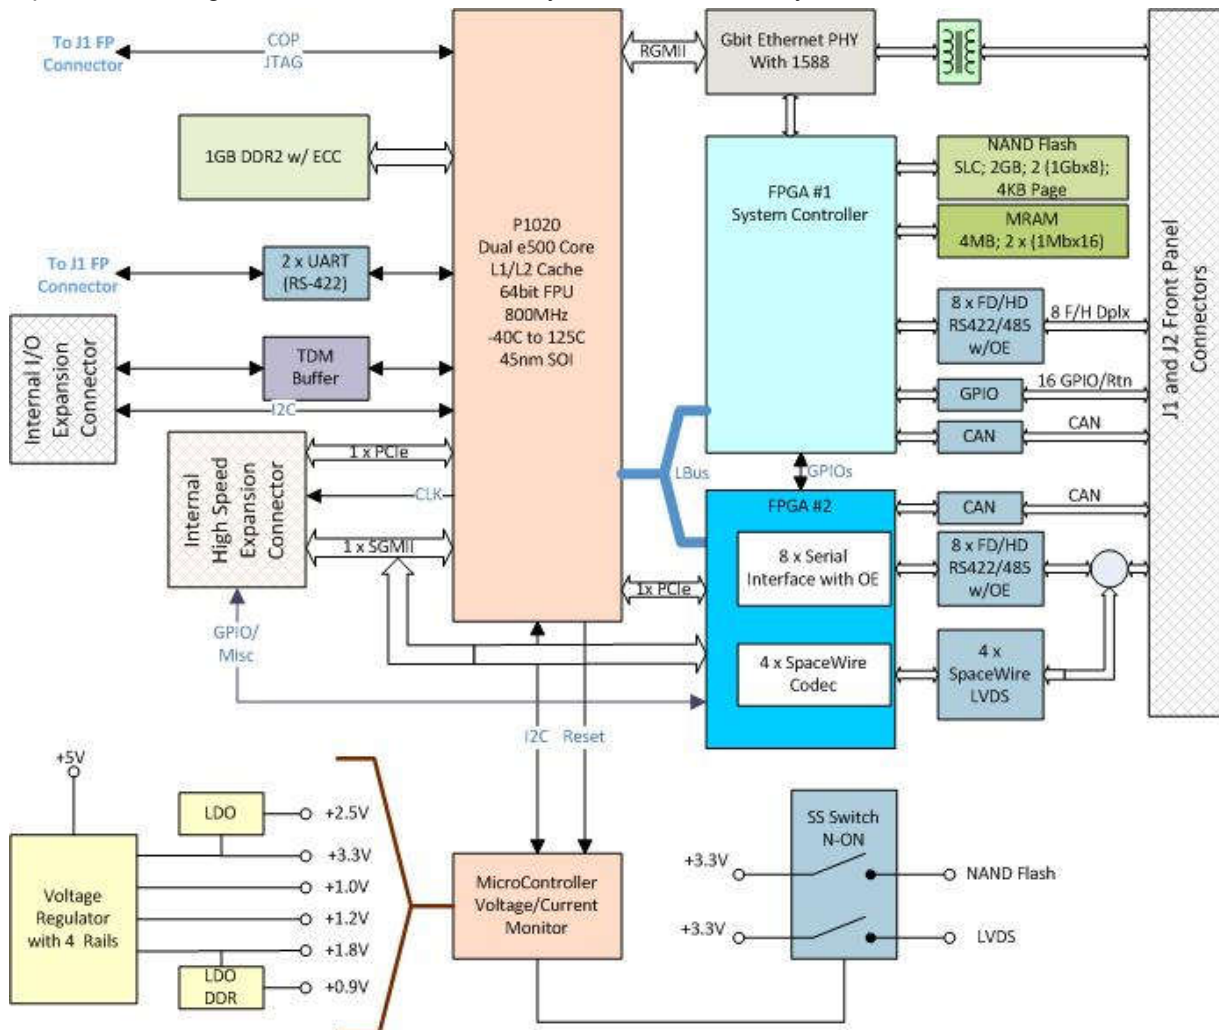 To J1 FP
Connector
COP
JTAG
RGMII
Gbit Ethernet PHY
With 1588
1GB DDR2 w/ ECC
P1020
Dual e500 Core
L1/L2 Cache
64bit FPU
800MHz
-40C to 125C
45nm SOI
FPGA #1
System Controller
NAND Flash
SLC; 2GB; 2 (1Gbx8);
4KB Page
MRAM
4MB; 2 x (1Mbx16)
J1 and J2 Front Panel
Connectors
To J1 FP
Connector
2 x UART
(RS-422)
8 x FD/HD
RS422/485
w/OE
8 F/H Dplx
Internal I/O
Expansion
Connector
TDM
Buffer
I2C
GPIO
16 GPIO/Rtn
CAN
CAN
Internal
High Speed
Expansion
Connector
1 x PCIe
CLK
1 x SGMII
LBus
GPIOs
FPGA #2
8 x Serial
Interface with OE
4 x SpaceWire
Codec
1x PCIe
CAN
CAN
8 x FD/HD
RS422/485
w/OE
4 x
SpaceWire
LVDS
GPIO/
Misc
I2C
Reset
+5V
Voltage
Regulator
with 4 Rails
LDO
+2.5V
+3.3V
+1.0V
+1.2V
+1.8V
LDO
DDR
+0.9V
MicroController
Voltage/Current
Monitor
SS Switch
N-ON
+3.3V
NAND Flash
+3.3V
LVDS